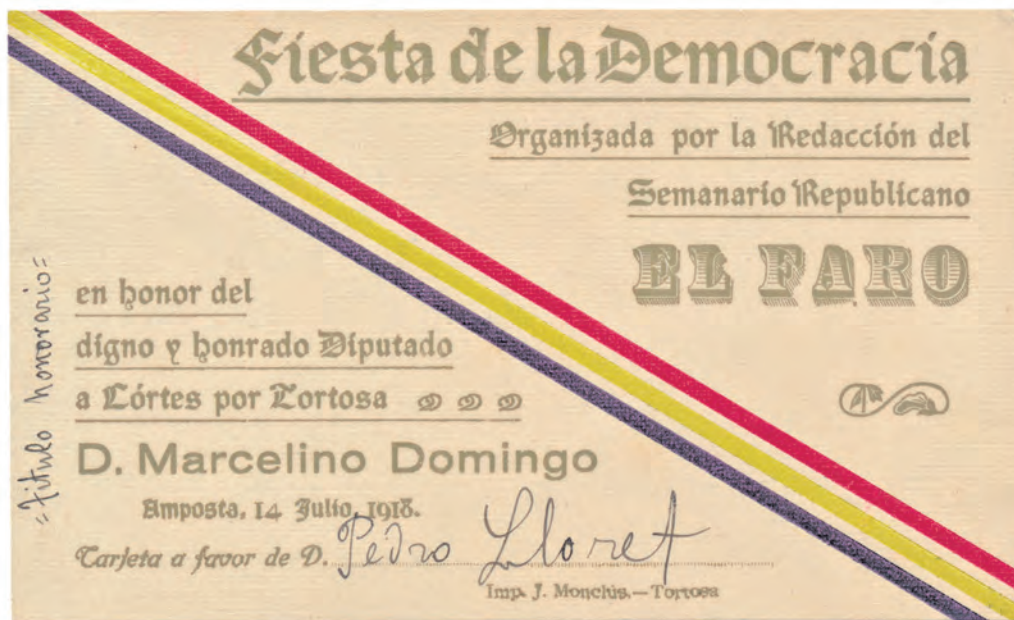 Fiesta de la Democracia
Organizada por la Redacción del
Semanario Republicano
EL FARO
en honor del
digno y honrado Diputado
a Córtes por Tortosa
D. Marcelino Domingo
Amposta, 14 Julio, 1918.
Tarjeta a favor de D. Pedro Lloret
Imp. J. Monclús.—Tortosa
=título honorario=